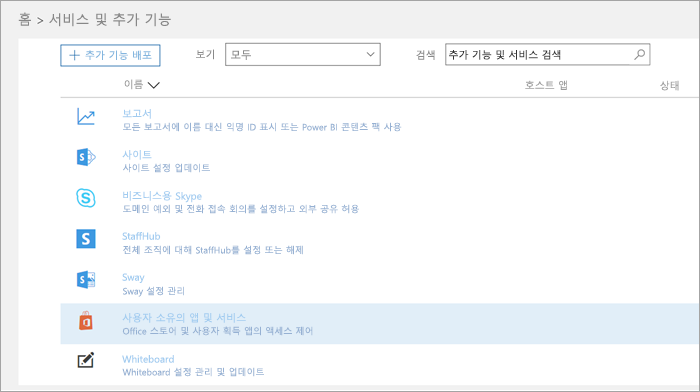 홈 > 서비스 및 추가 기능
+ 추가 기능 배포 보기 모두 검색 추가 기능 및 서비스 검색
이름 호스트 앱 상태
보고서
모든 보고서에 이름 대신 익명 ID 표시 또는 Power BI 콘텐츠 팩 사용
사이트
사이트 설정 업데이트
비즈니스용 Skype
도메인 예외 및 전화 접속 회의를 설정하고 외부 공유 허용
StaffHub
전체 조직에 대해 StaffHub를 설정 또는 해제
Sway
Sway 설정 관리
사용자 소유의 앱 및 서비스
Office 스토어 및 사용자 획득 앱의 액세스 제어
Whiteboard
Whiteboard 설정 관리 및 업데이트